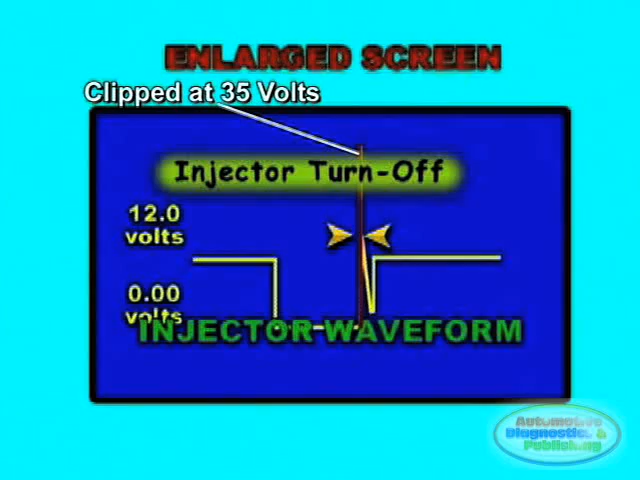 ENLARGED SCREEN
Clipped at 35 Volts
Injector Turn-Off
12.0
volts
0.00
volts
INJECTOR WAVEFORM
Automotive
Diagnostic, &
Publishing